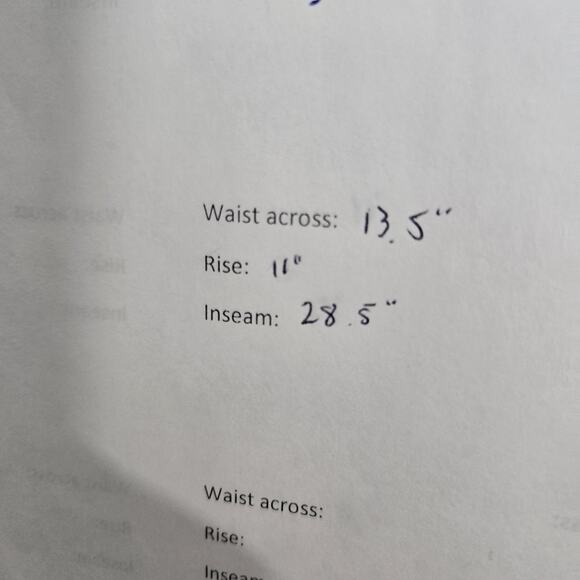 Waist across: 13.5"
Rise: 11"
Inseam: 28.5"
Waist across:
Rise: